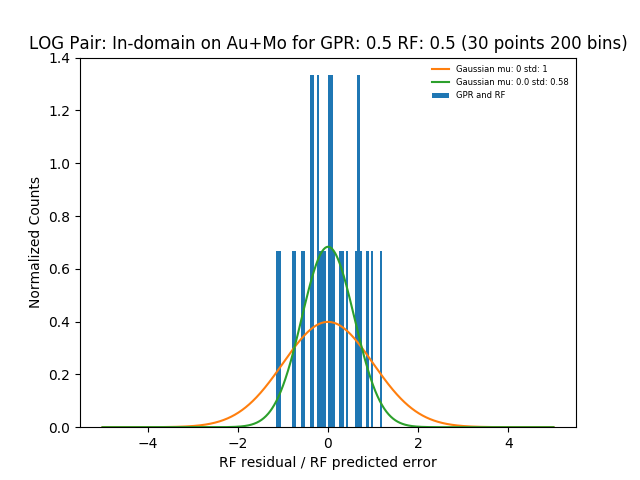 LOG Pair: In-domain on Au+Mo for GPR: 0.5 RF: 0.5 (30 points 200 bins)
Gaussian mu: 0 std: 1
Gaussian mu: 0.0 std: 0.58
GPR and RF
Normalized Counts
1.4
1.2
1.0
0.8
0.6
0.4
0.2
0.0
−4
−2
0
2
4
RF residual / RF predicted error